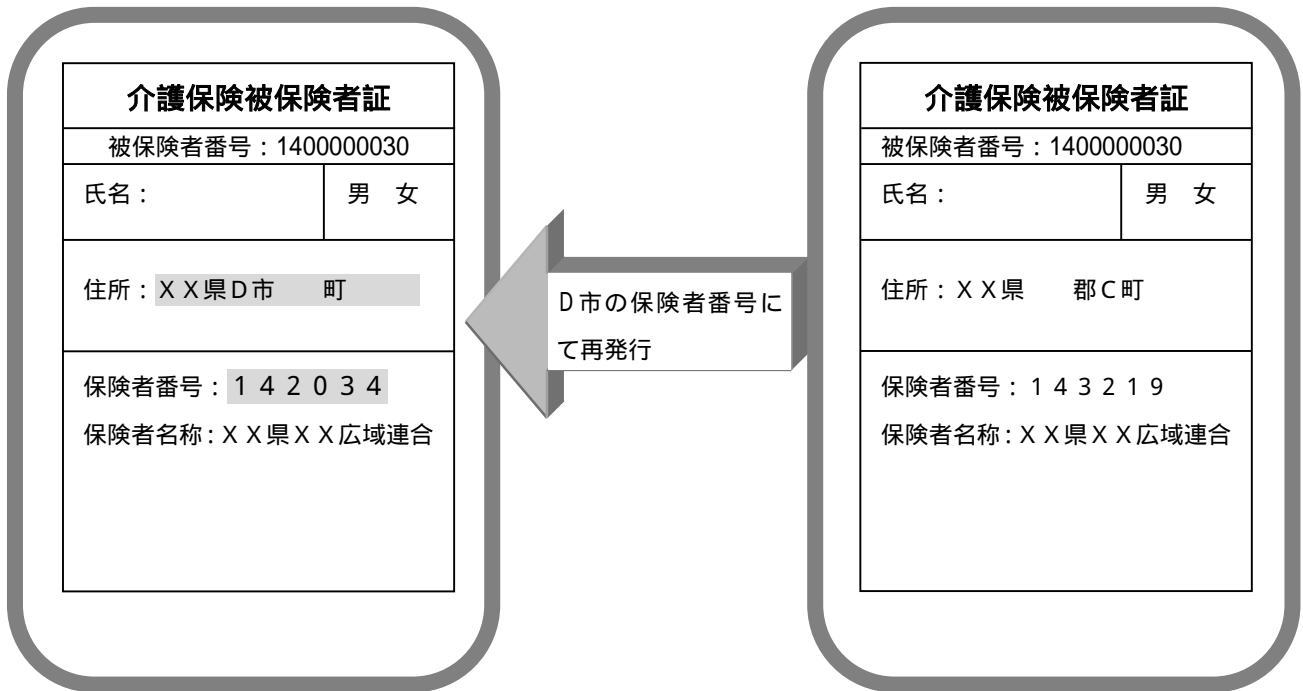 介護保険被保険者証
被保険者番号：1400000030
氏名：
男　女
住所：ＸＸ県Ｄ市　　町
保険者番号：１４２０３４
保険者名称：ＸＸ県ＸＸ広域連合
Ｄ市の保険者番号に
て再発行
介護保険被保険者証
被保険者番号：1400000030
氏名：
男　女
住所：ＸＸ県　　郡Ｃ町
保険者番号：１４３２１９
保険者名称：ＸＸ県ＸＸ広域連合